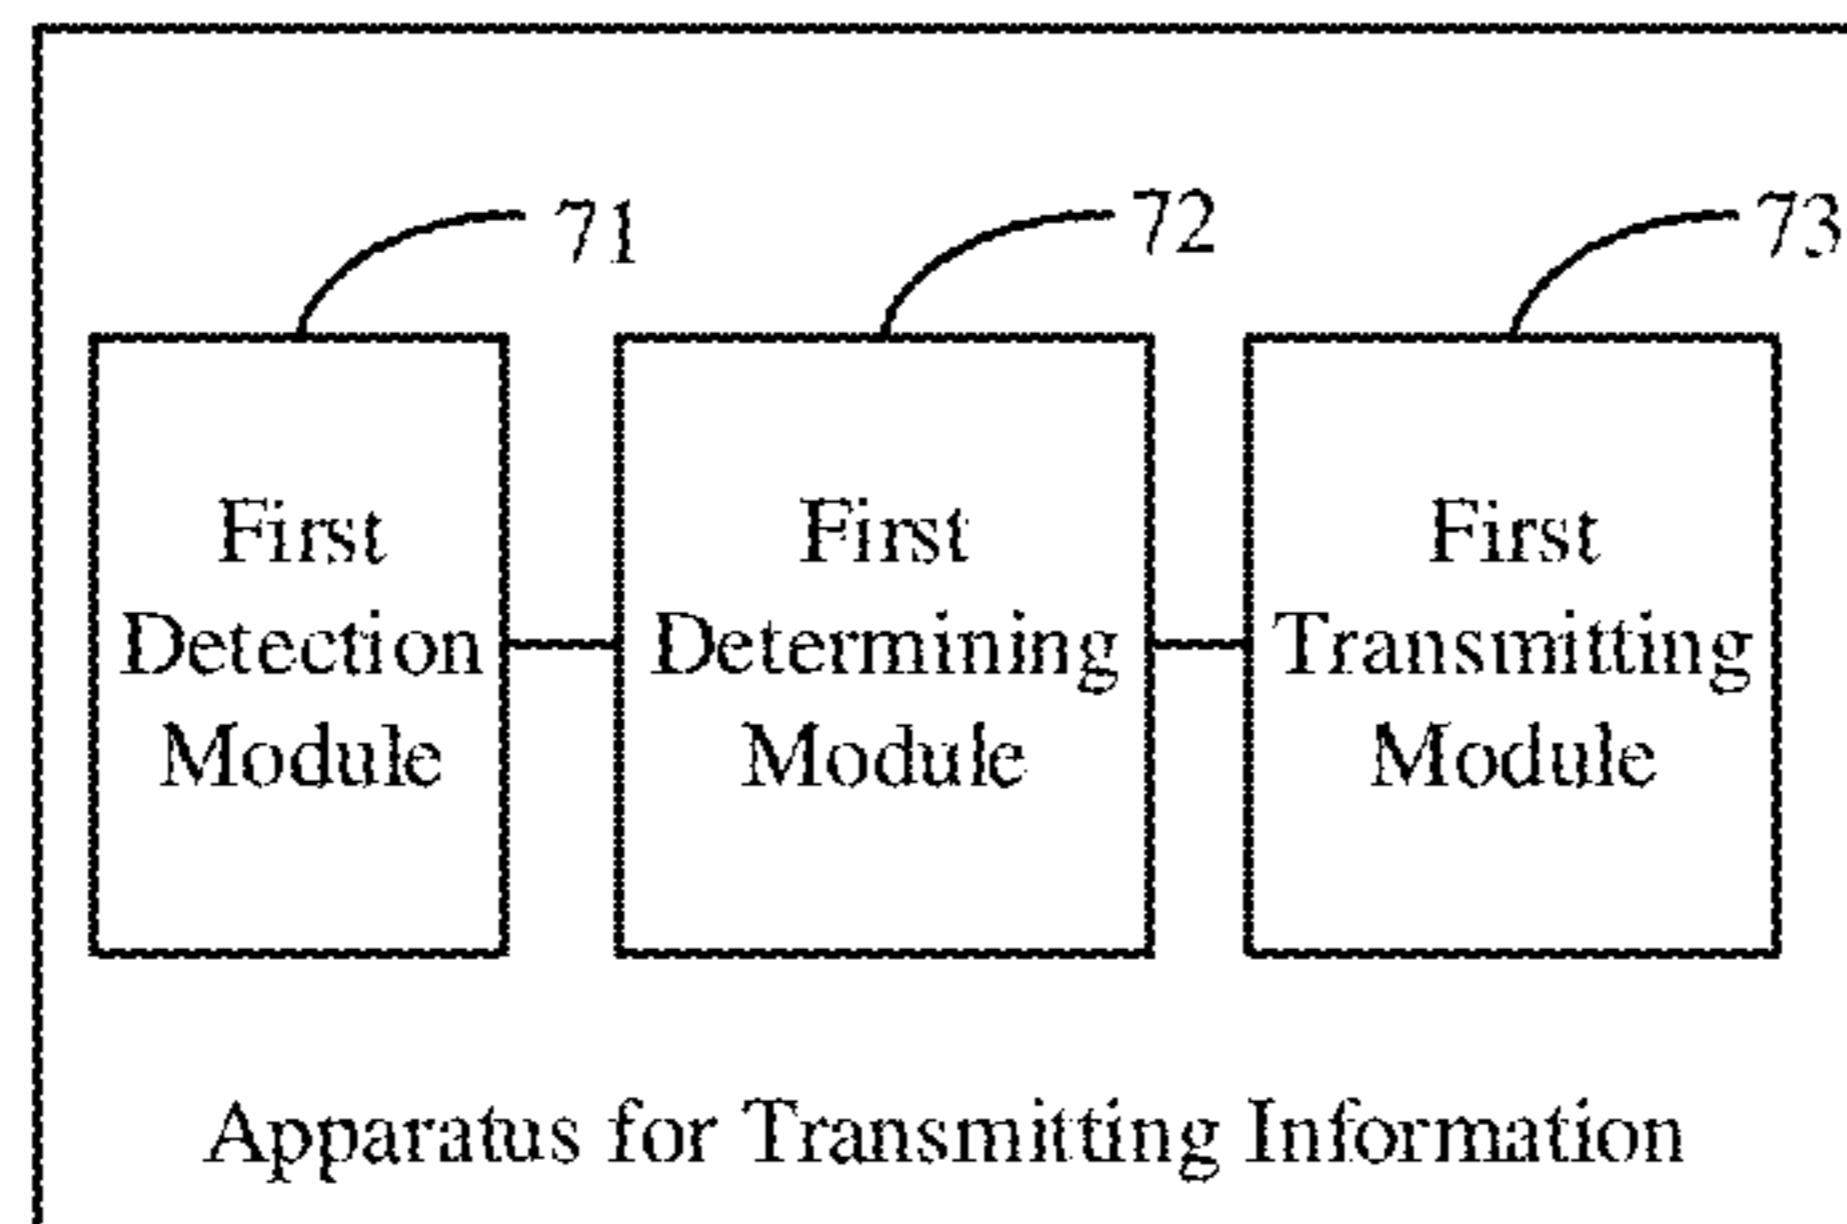 71
72
73
First
Detection
Module
First
Determining
Module
First
Transmitting
Module
Apparatus for Transmitting Information